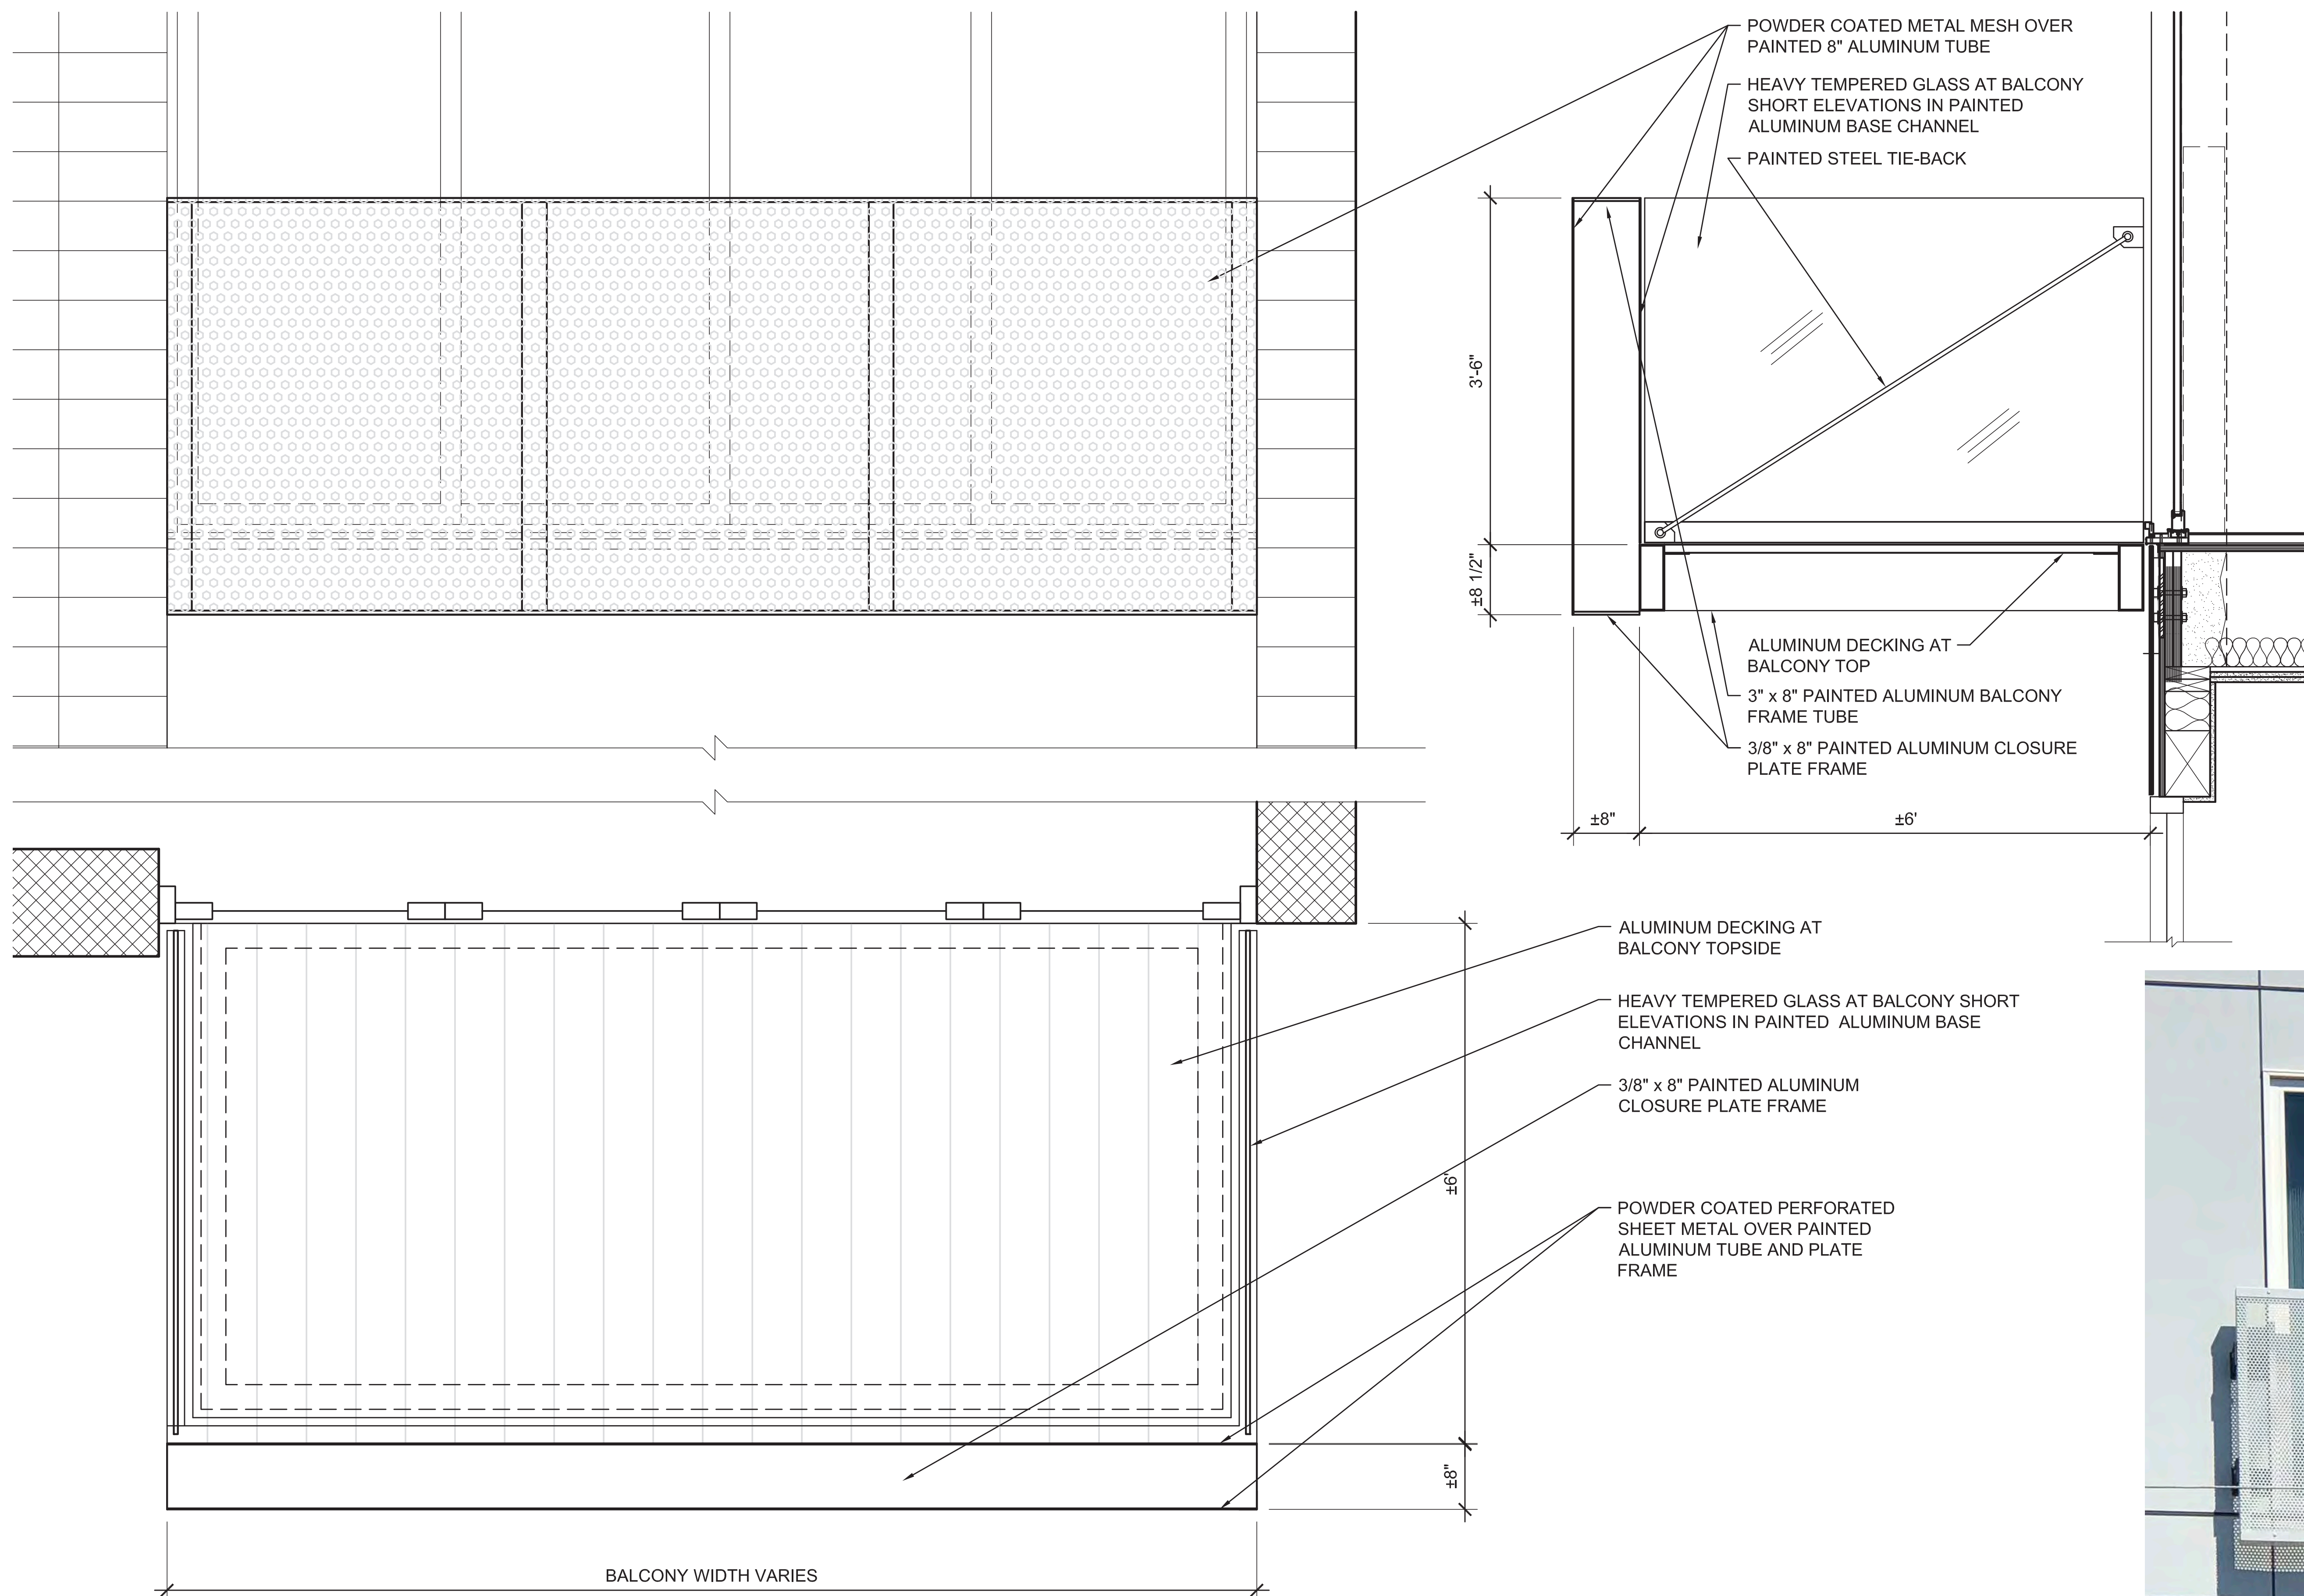 POWDER COATED METAL MESH OVER
PAINTED 8" ALUMINUM TUBE
HEAVY TEMPERED GLASS AT BALCONY
SHORT ELEVATIONS IN PAINTED
ALUMINUM BASE CHANNEL
PAINTED STEEL TIE-BACK
3'-6"
±8 1/2"
ALUMINUM DECKING AT
BALCONY TOP
3" x 8" PAINTED ALUMINUM BALCONY
FRAME TUBE
3/8" x 8" PAINTED ALUMINUM CLOSURE
PLATE FRAME
±8"
±6'
ALUMINUM DECKING AT
BALCONY TOPSIDE
HEAVY TEMPERED GLASS AT BALCONY SHORT
ELEVATIONS IN PAINTED ALUMINUM BASE
CHANNEL
3/8" x 8" PAINTED ALUMINUM
CLOSURE PLATE FRAME
±6'
POWDER COATED PERFORATED
SHEET METAL OVER PAINTED
ALUMINUM TUBE AND PLATE
FRAME
±8"
BALCONY WIDTH VARIES